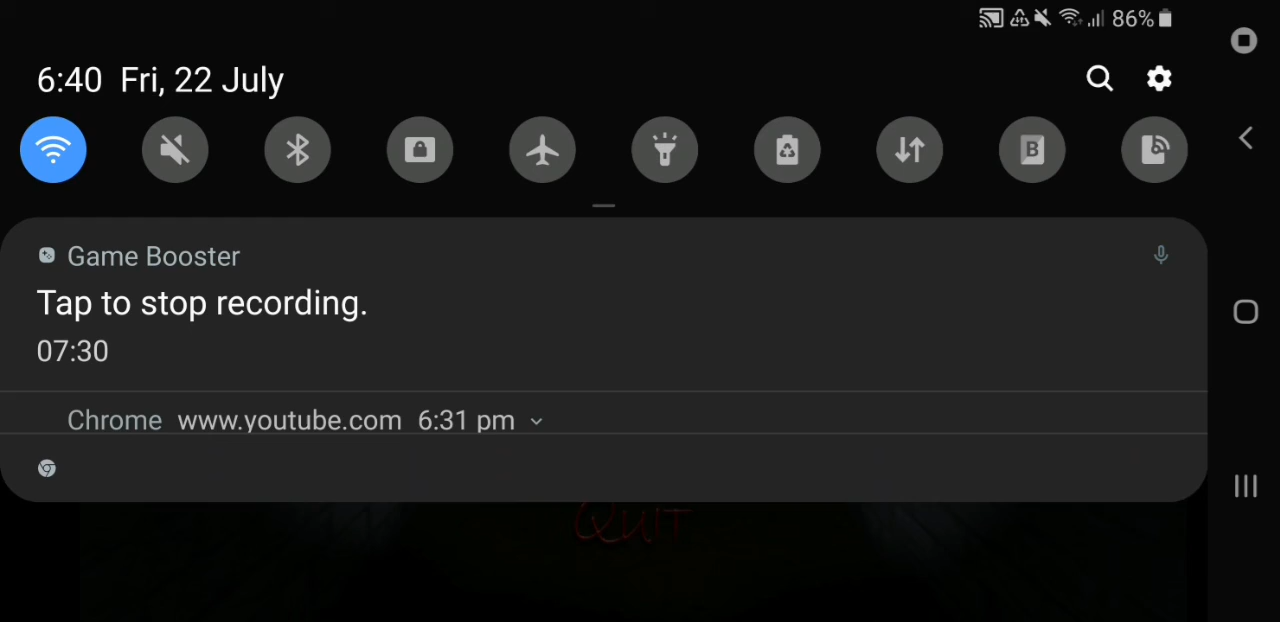 86%
6:40 Fri, 22 July
B
Game Booster
Tap to stop recording.
07:30
Chrome www.youtube.com 6:31 pm
QuIT